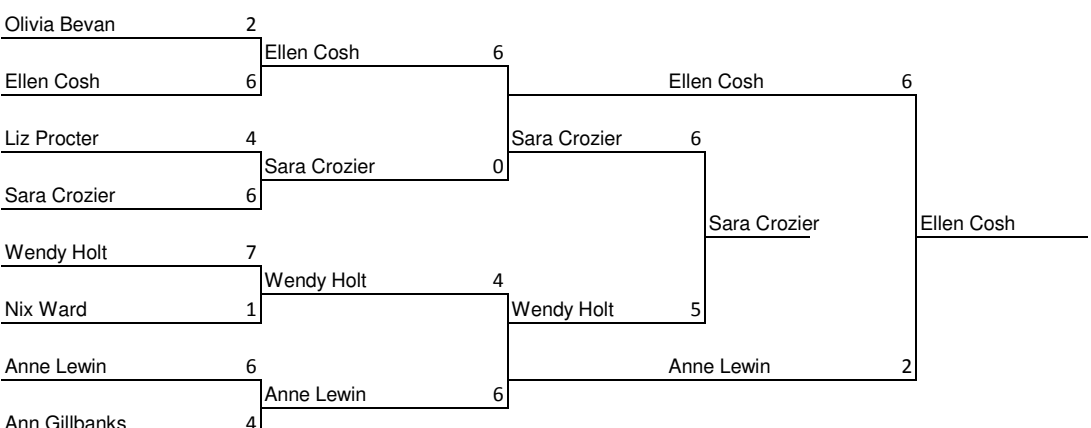 Olivia Bevan 2
Ellen Cosh 6
Ellen Cosh 6
Ellen Cosh 6
Liz Procter 4
Sara Crozier 6
Sara Crozier 0
Sara Crozier 6
Sara Crozier
Ellen Cosh
Wendy Holt 7
Wendy Holt 4
Nix Ward 1
Wendy Holt 5
Anne Lewin 6
Anne Lewin 2
Anne Lewin 6
Ann Gillbanks 4